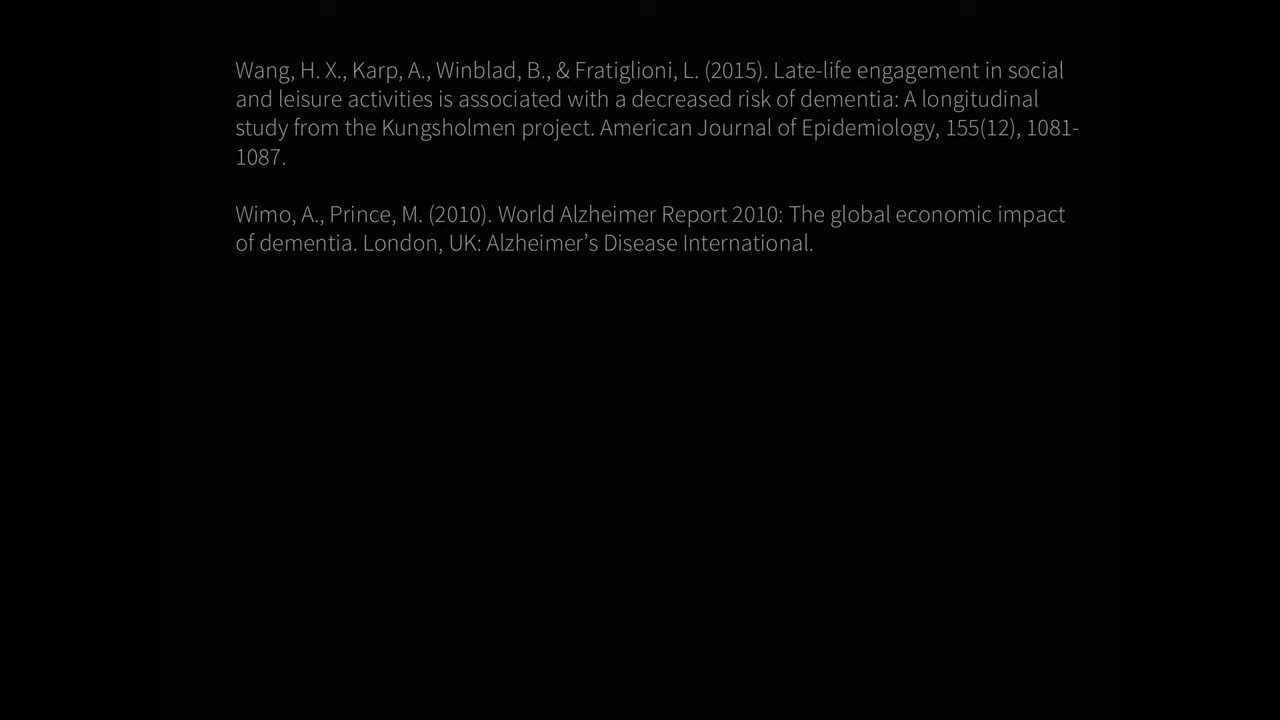 Wang, H. X., Karp, A., Winblad, B., & Fratiglioni, L. (2015). Late-life engagement in social
and leisure activities is associated with a decreased risk of dementia: A longitudinal
study from the Kungsholmen project. American Journal of Epidemiology, 155(12), 1081-
1087.
Wimo, A., Prince, M. (2010). World Alzheimer Report 2010: The global economic impact
of dementia. London, UK: Alzheimer’s Disease International.